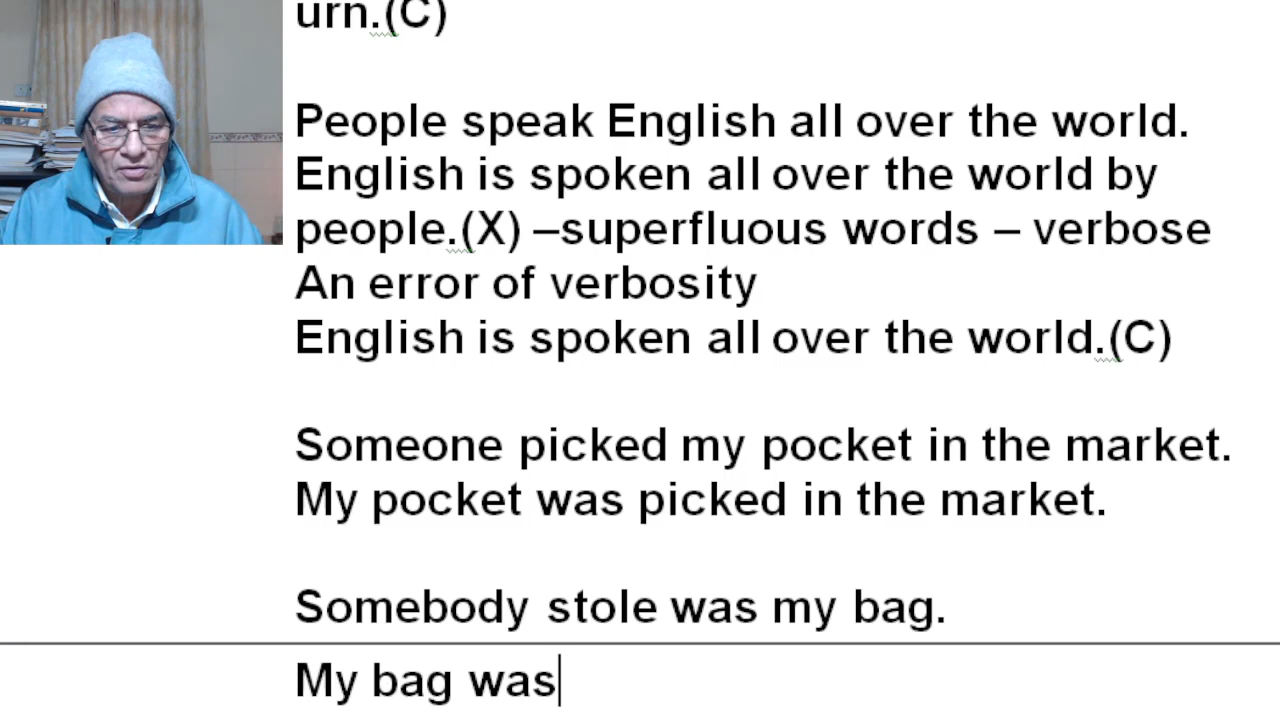 urn.(C)
People speak English all over the world.
English is spoken all over the world by
people.(X) –superfluous words – verbose
An error of verbosity
English is spoken all over the world.(C)
Someone picked my pocket in the market.
My pocket was picked in the market.
Somebody stole was my bag.
My bag was